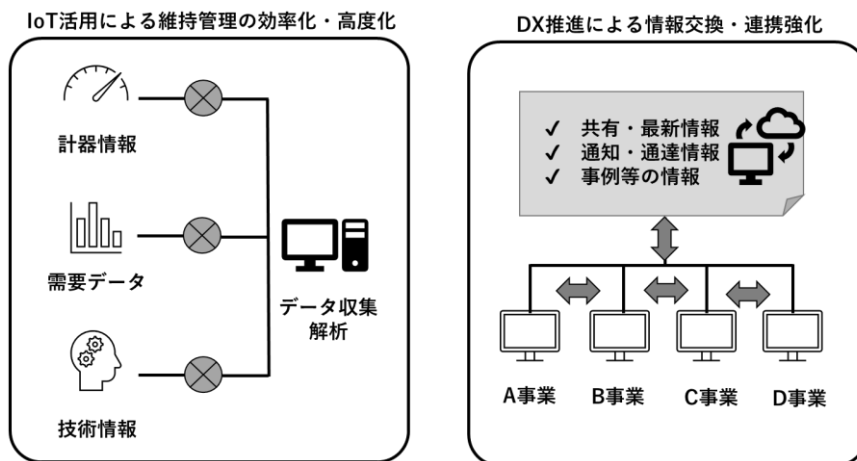 IoT活用による維持管理の効率化・高度化
計器情報
需要データ
技術情報
データ収集
解析
DX推進による情報交換・連携強化
✓ 共有・最新情報
✓ 通知・通達情報
✓ 事例等の情報
A事業
B事業
C事業
D事業